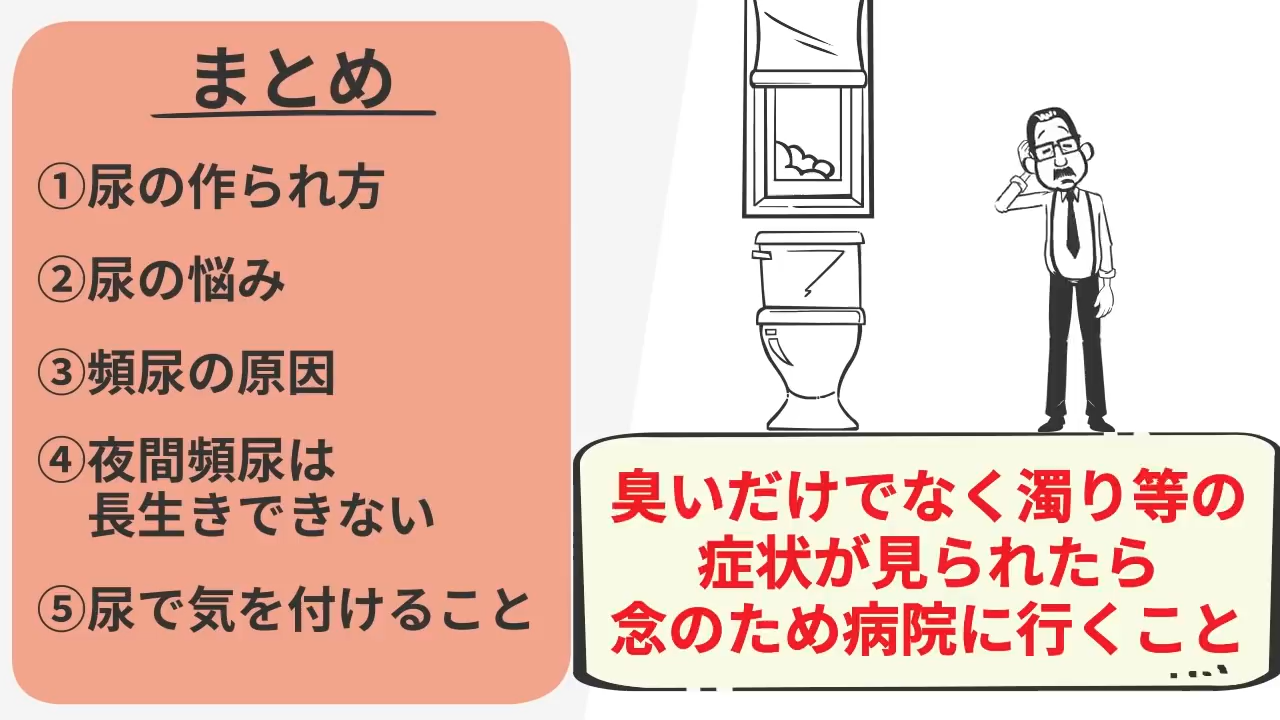 まとめ
①尿の作られ方
②尿の悩み
③頻尿の原因
④夜間頻尿は
長生きできない
⑤尿で気を付けること
臭いだけでなく濁り等の
症状が見られたら
念のため病院に行くこと